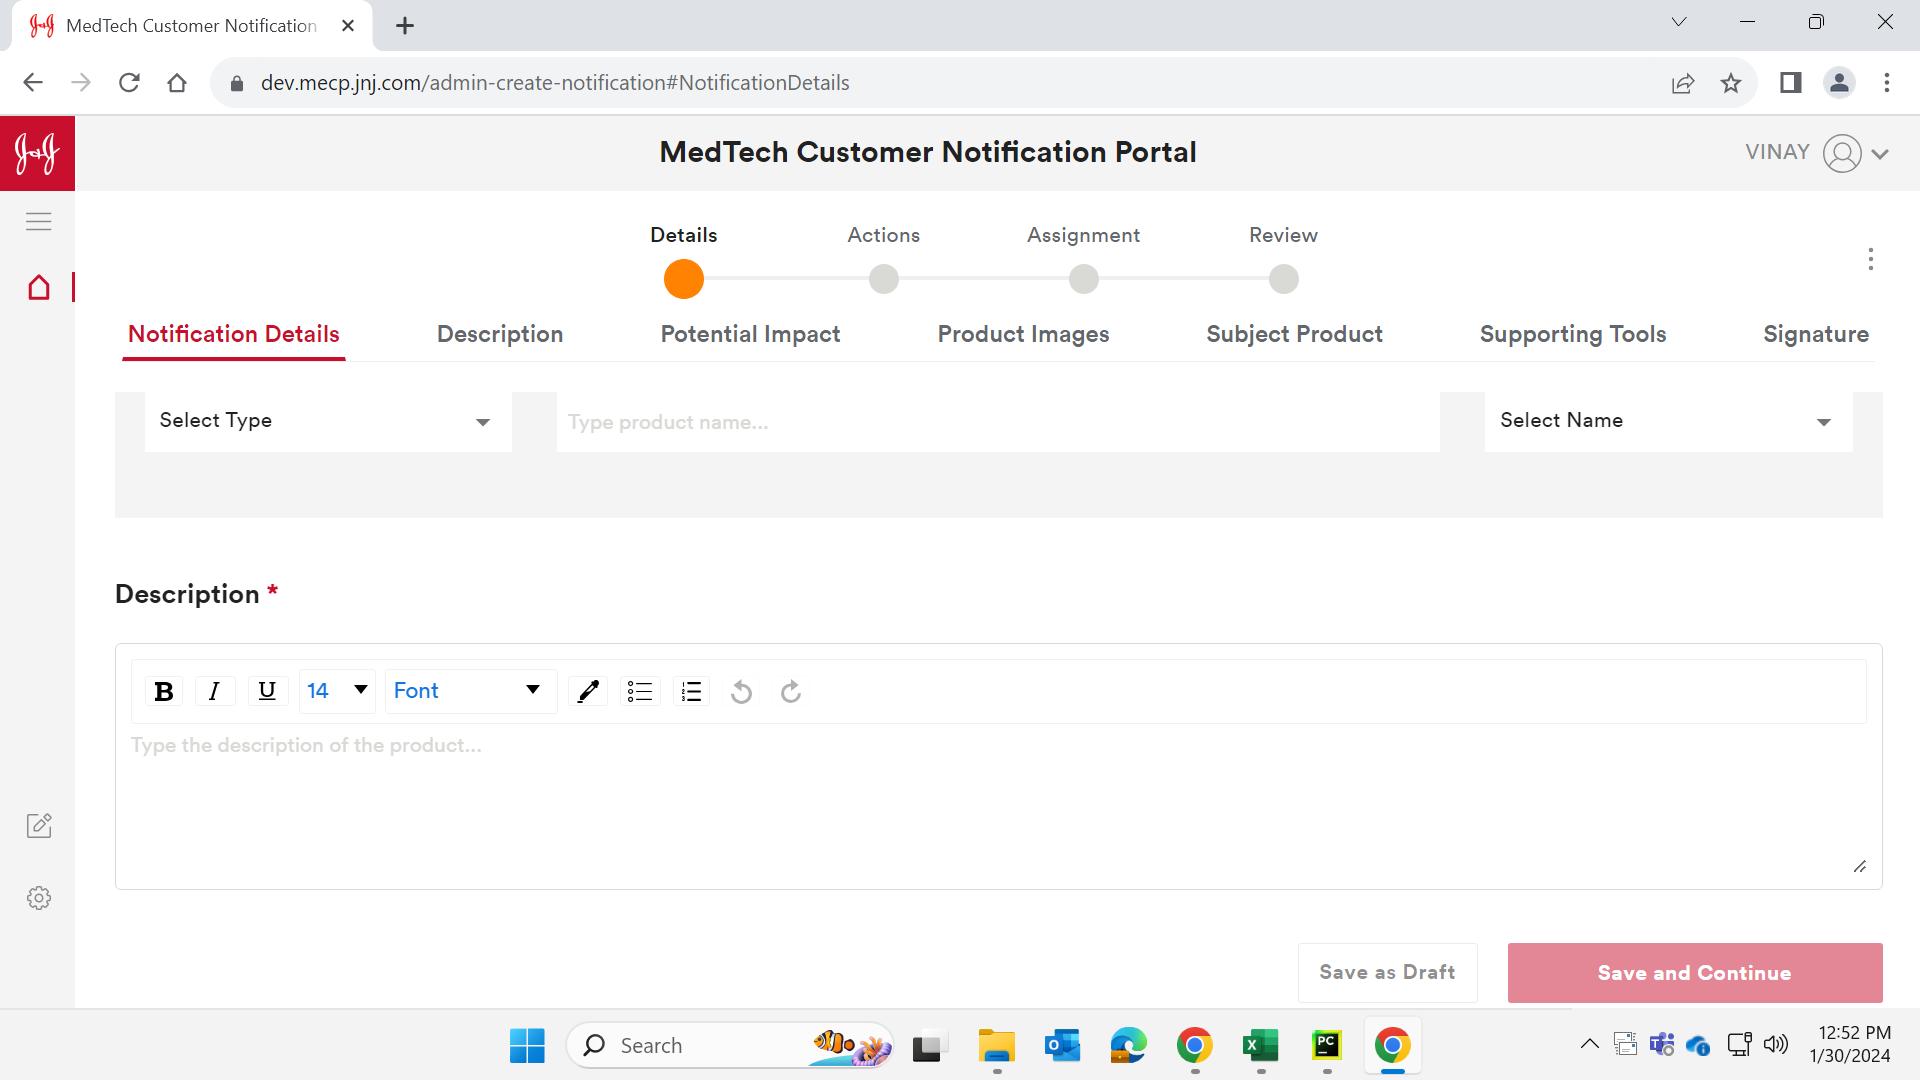 MedTech Customer Notification
dev.mecp.jnj.com/admin-create-notification#NotificationDetails
J&J
MedTech Customer Notification Portal
VINAY
Details
Actions
Assignment
Review
Notification Details
Description
Potential Impact
Product Images
Subject Product
Supporting Tools
Signature
Select Type
Type product name...
Select Name
Description *
B I U 14 Font
Type the description of the product...
Save as Draft
Save and Continue
Search
12:52 PM
1/30/2024